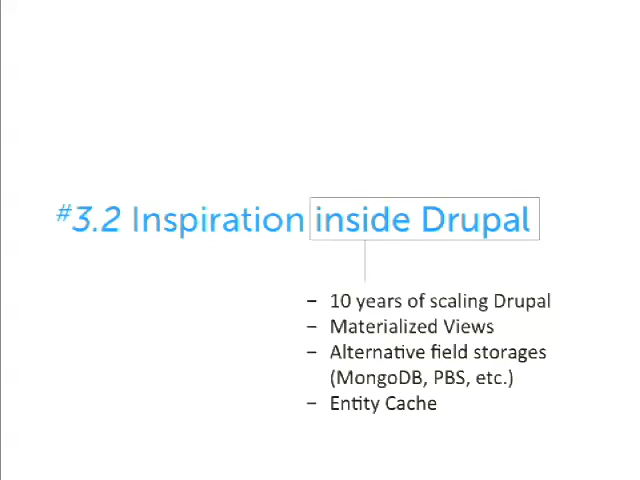 #3.2 Inspiration inside Drupal
– 10 years of scaling Drupal
– Materialized Views
– Alternative field storages
(MongoDB, PBS, etc.)
– Entity Cache